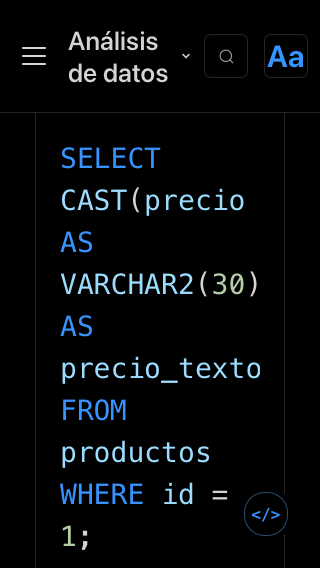 Análisis
de datos
Aa
SELECT
CAST(precio
AS
VARCHAR2(30)
AS
precio_texto
FROM
productos
WHERE id =
1;
</>